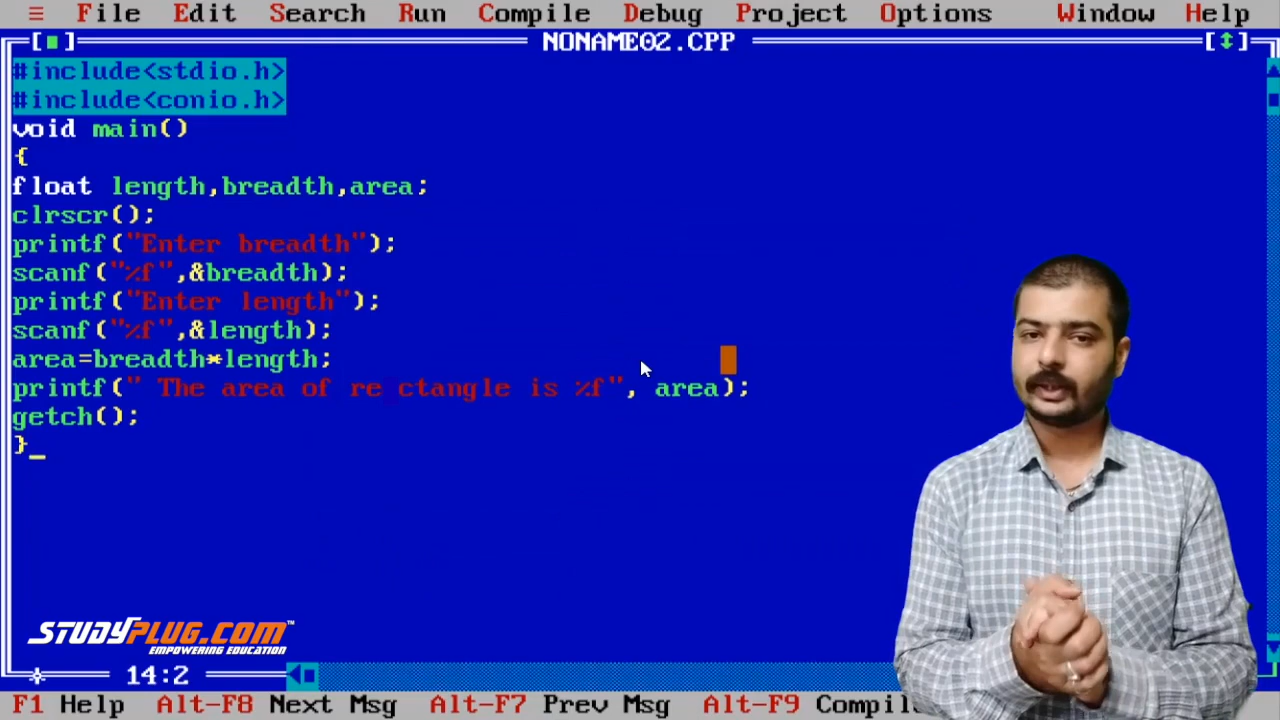 ≡ File Edit Search Run Compile Debug Project Options Window Help
[■] NONAME02.CPP [↕]
#include<stdio.h>
#include<conio.h>
void main()
{
float length,breadth,area;
clrscr();
printf("Enter breadth");
scanf("%f",&breadth);
printf("Enter length");
scanf("%f",&length);
area=breadth*length;
printf(" The area of re ctangle is %f", area);
getch();
}_
STUDYPLUG.COM™
EMPOWERING EDUCATION
14:2
F1 Help Alt-F8 Next Msg Alt-F7 Prev Msg Alt-F9 Compil